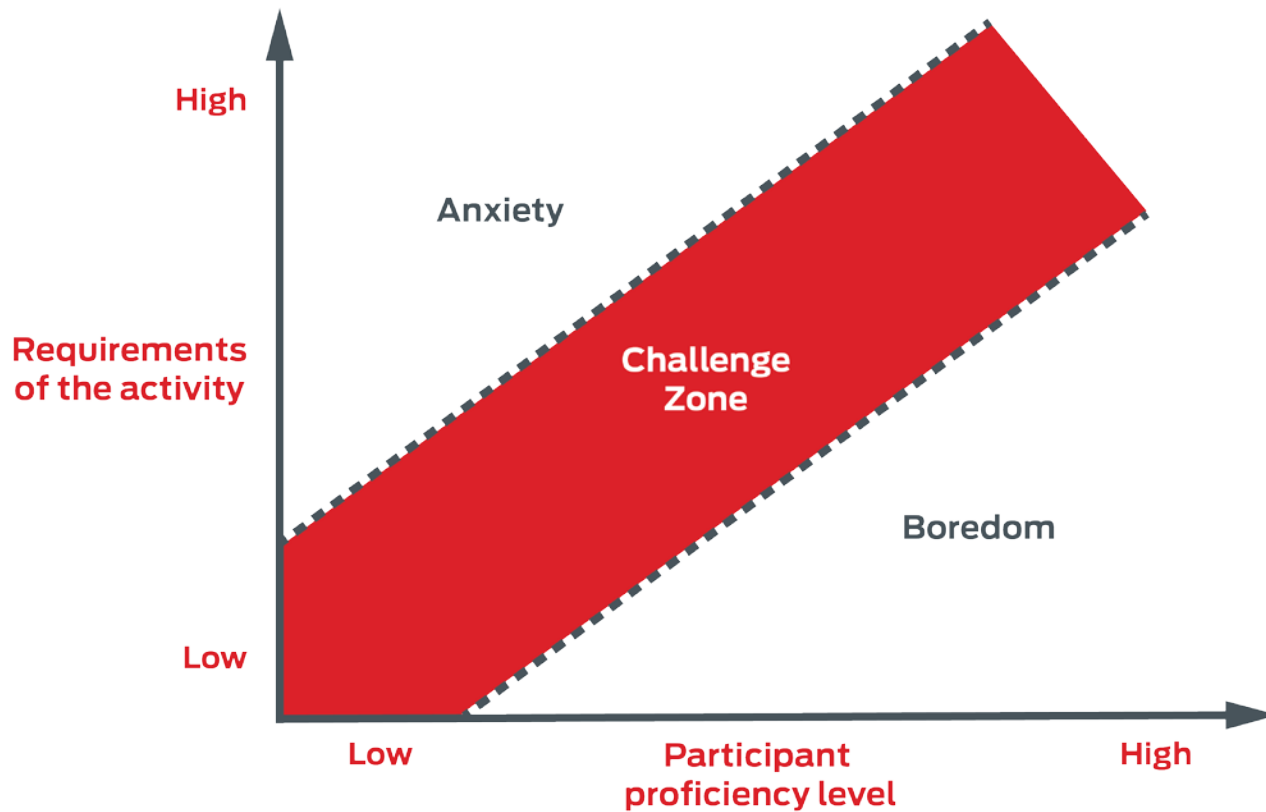 High
Anxiety
Requirements
of the activity
Challenge
Zone
Boredom
Low
Low
Participant
proficiency level
High